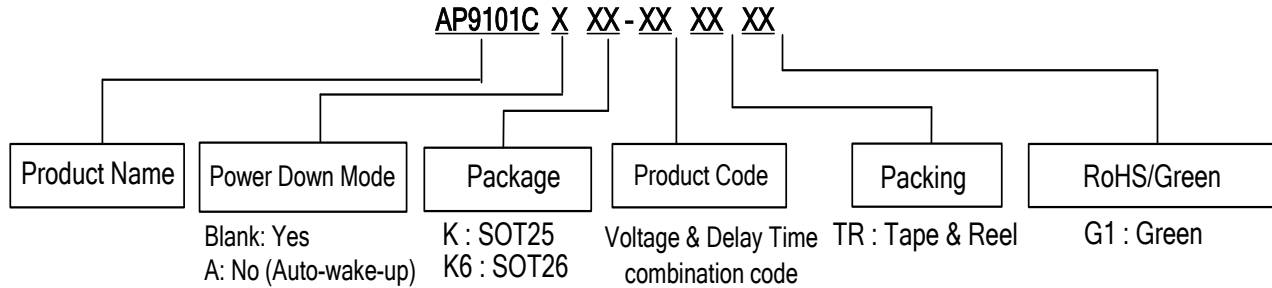 AP9101C X XX-XX XX XX
Product Name
Power Down Mode
Package
Product Code
Packing
RoHS/Green
Blank: Yes
A: No (Auto-wake-up)
K : SOT25
K6 : SOT26
Voltage & Delay Time
combination code
TR : Tape & Reel
G1 : Green